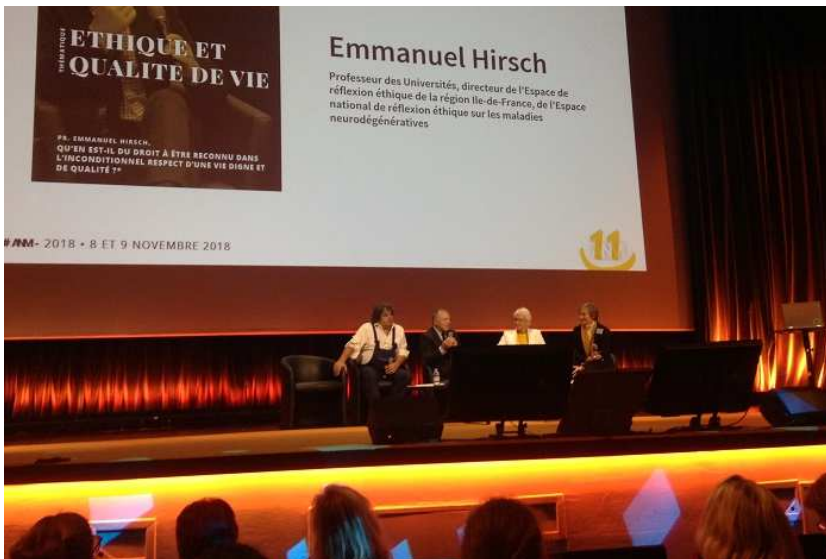 THÉMATIQUE
ETHIQUE ET
QUALITE DE VIE
PR. EMMANUEL HIRSCH,
QU'EN EST-IL DU DROIT À ÊTRE RECONNU DANS
L'INCONDITIONNEL RESPECT D'UNE VIE DIGNE ET
DE QUALITÉ ?"
Emmanuel Hirsch
Professeur des Universités, directeur de l'Espace de
réflexion éthique de la région Ile-de-France, de l'Espace
national de réflexion éthique sur les maladies
neurodégénératives
2018 • 8 ET 9 NOVEMBRE 2018
11